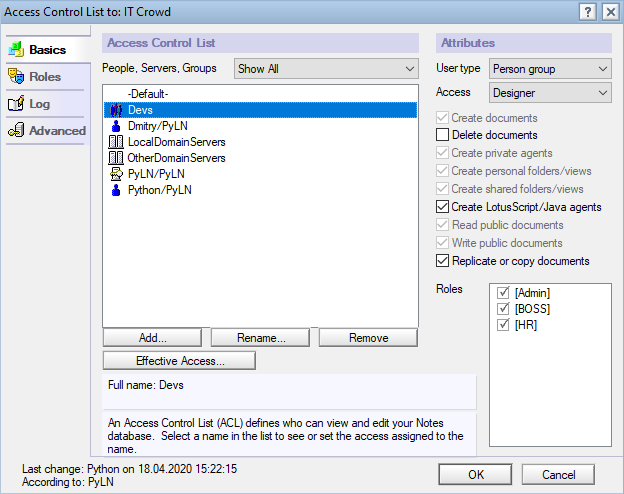 Access Control List to: IT Crowd
Basics
Roles
Log
Advanced
Access Control List
People, Servers, Groups
Show All
-Default-
Devs
Dmitry/PyLN
LocalDomainServers
OtherDomainServers
PyLN/PyLN
Python/PyLN
Add...
Rename...
Remove
Effective Access...
Full name: Devs
An Access Control List (ACL) defines who can view and edit your Notes
database. Select a name in the list to see or set the access assigned to the
name.
Attributes
User type
Person group
Access
Designer
Create documents
Delete documents
Create private agents
Create personal folders/views
Create shared folders/views
Create LotusScript/Java agents
Read public documents
Write public documents
Replicate or copy documents
Roles
[Admin]
[BOSS]
[HR]
Last change: Python on 18.04.2020 15:22:15
According to: PyLN
OK
Cancel